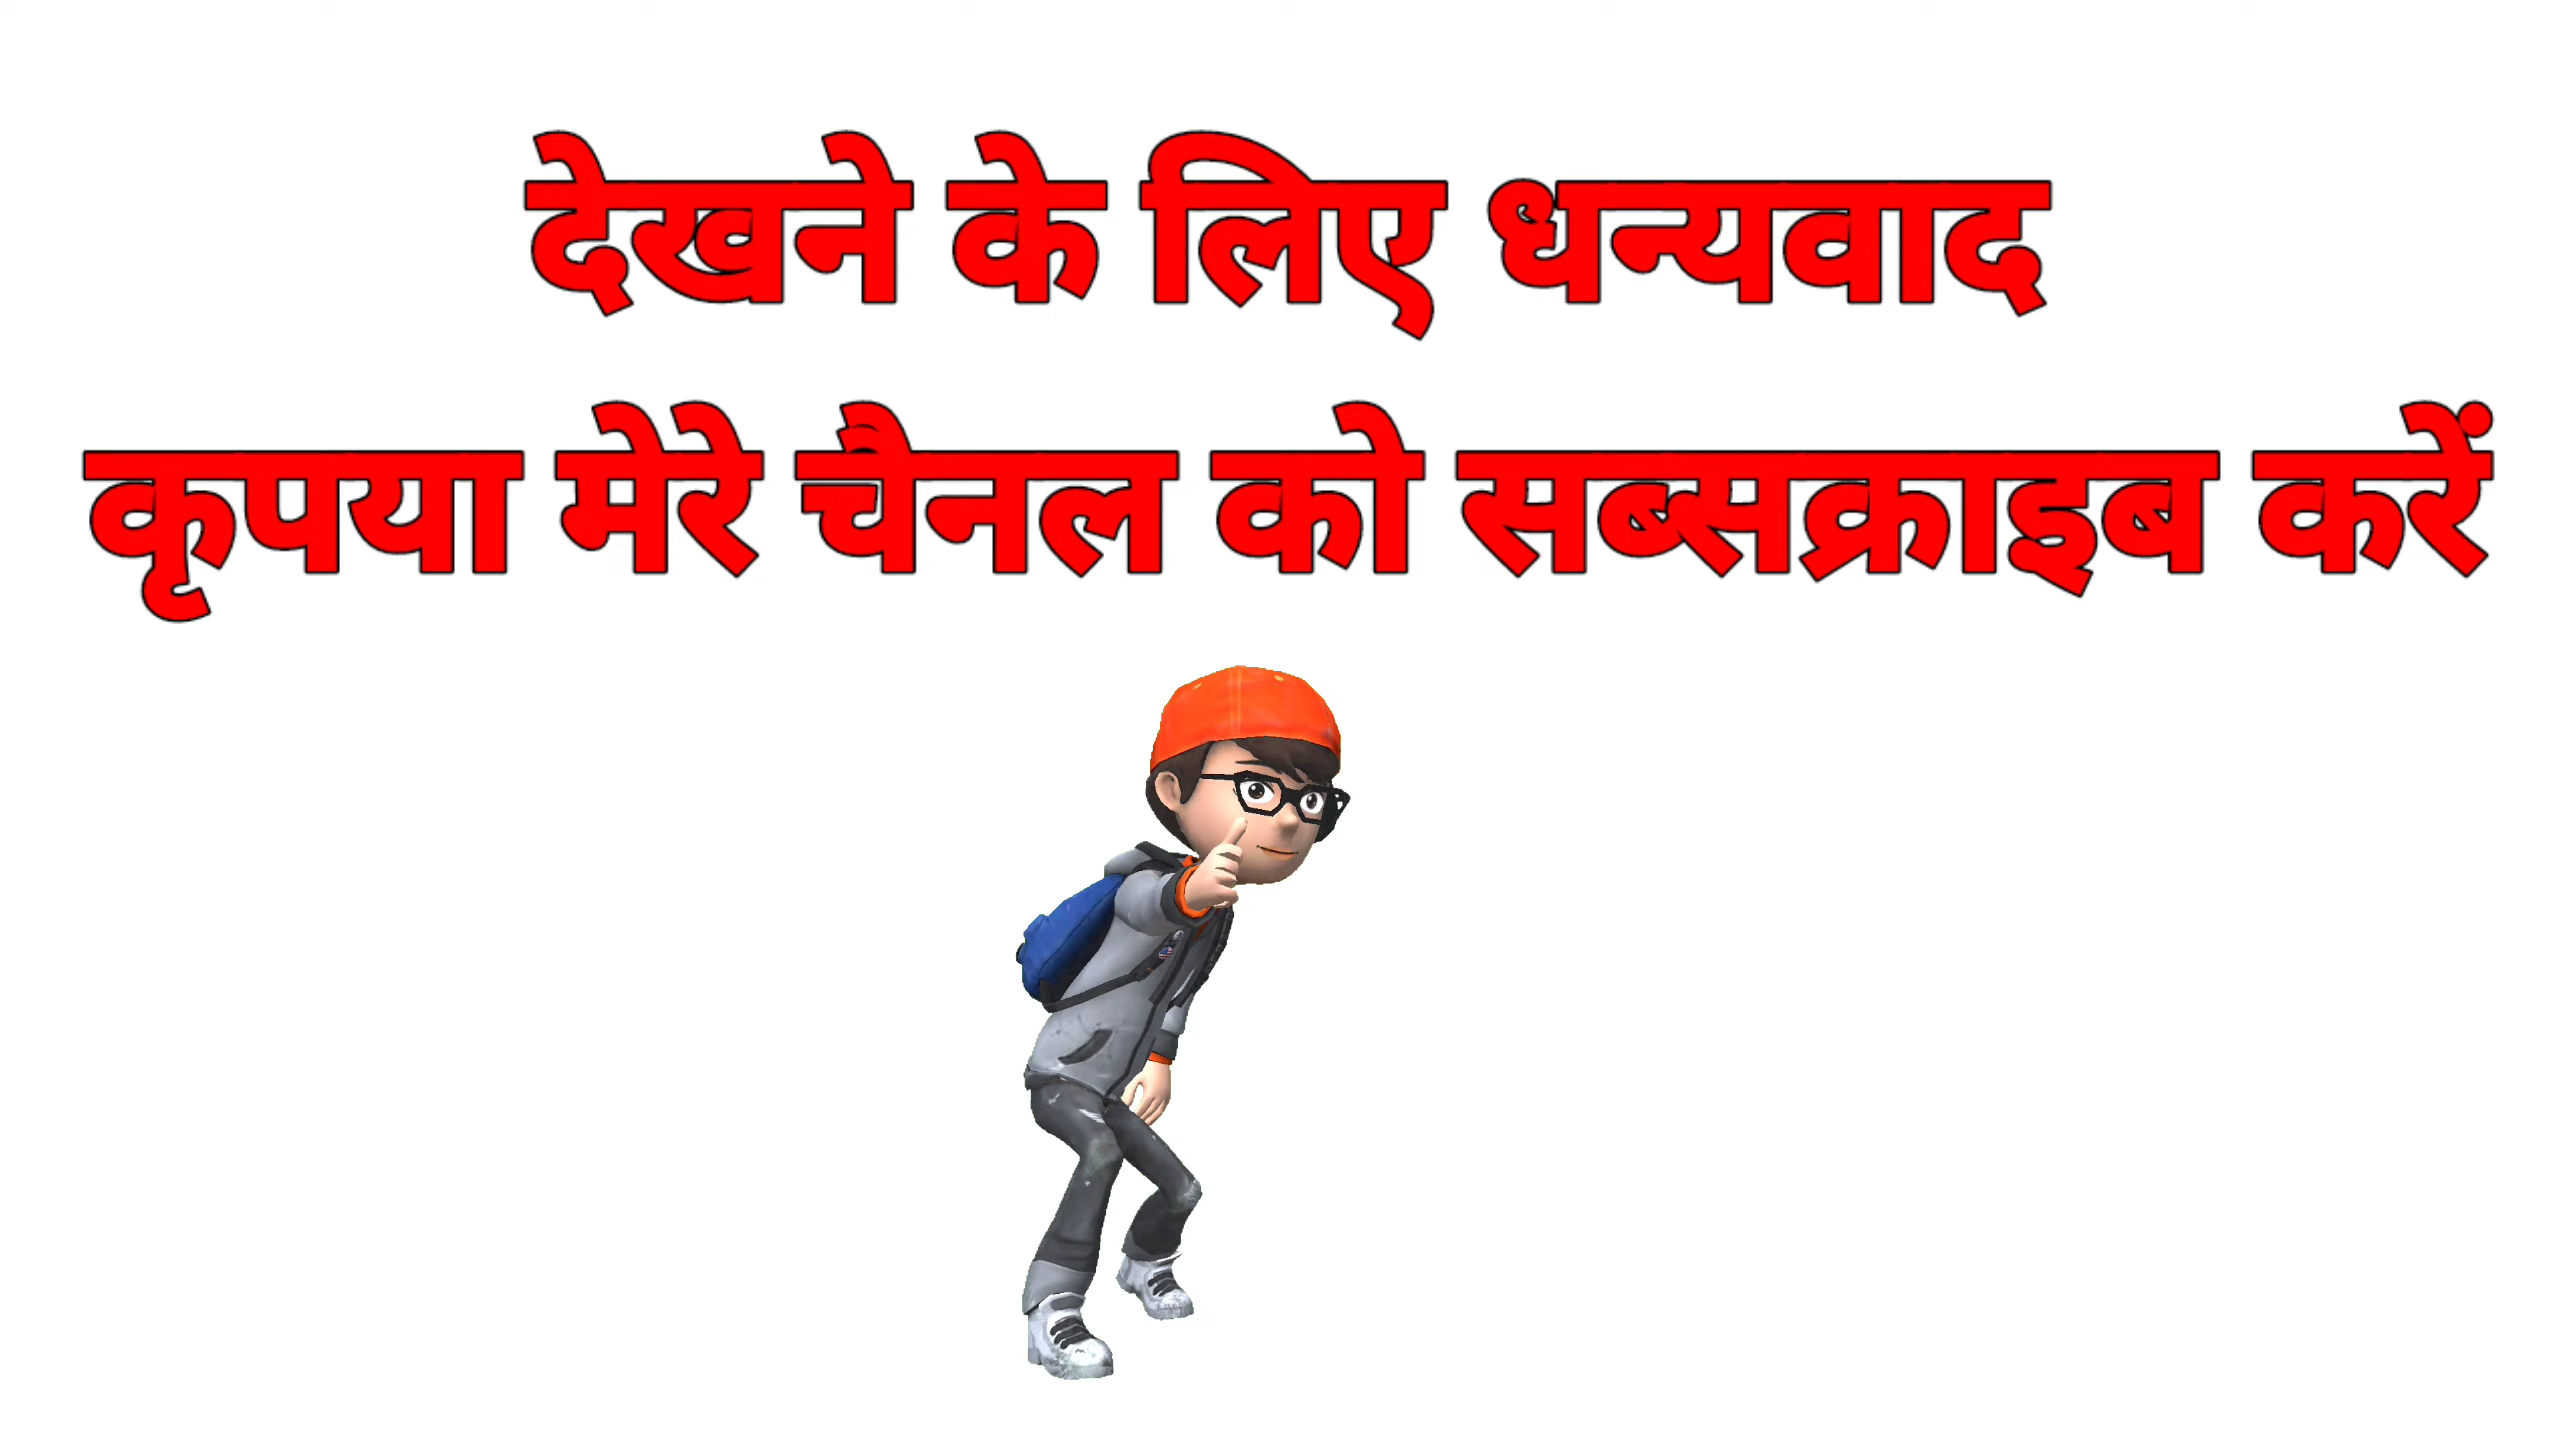 देखने के लिए धन्यवाद
कृपया मेरे चैनल को सब्सक्राइब करें